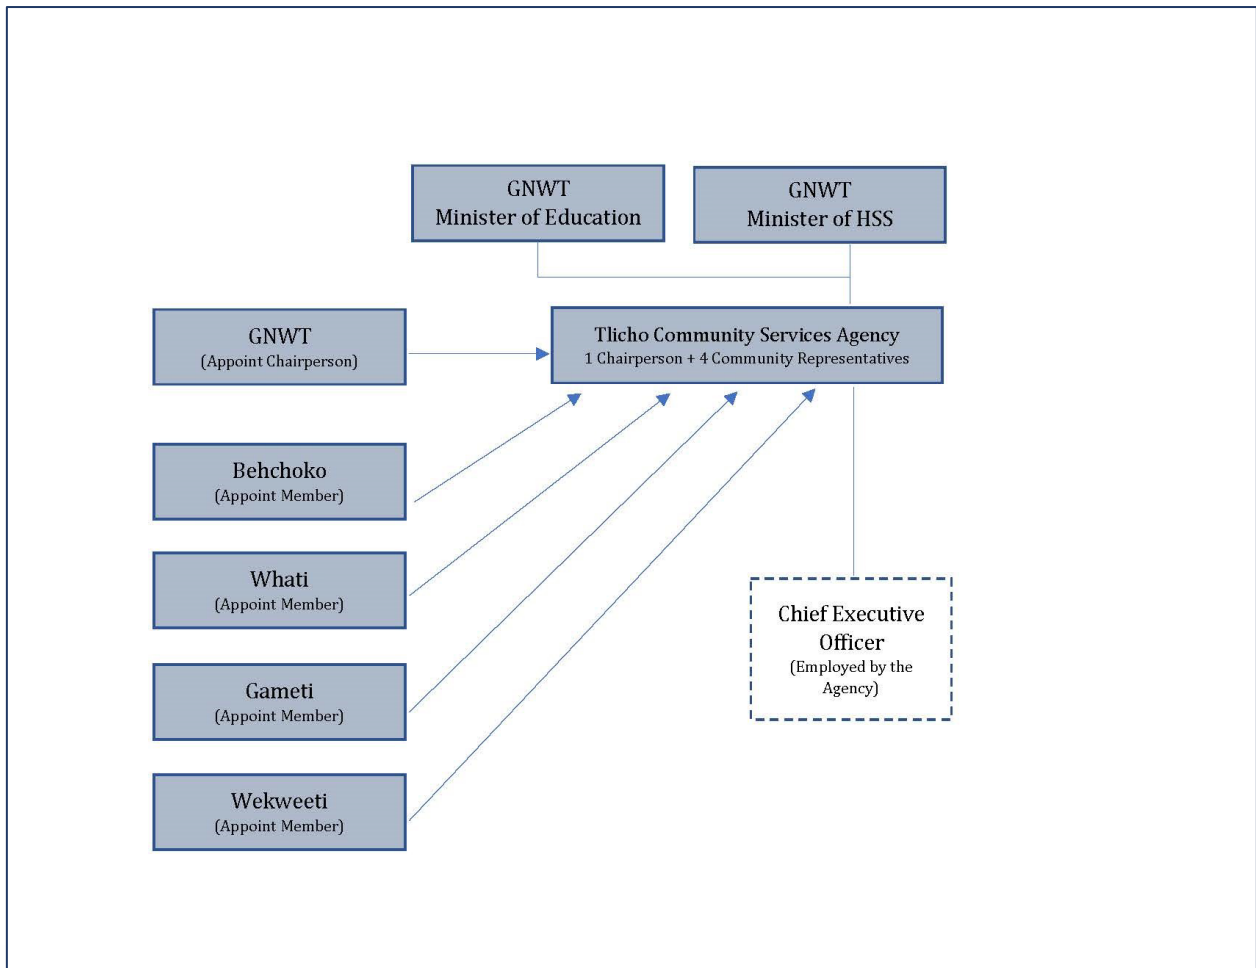 GNWT
Minister of Education
GNWT
Minister of HSS
GNWT
(Appoint Chairperson)
Tlicho Community Services Agency
1 Chairperson + 4 Community Representatives
Behchoko
(Appoint Member)
Whati
(Appoint Member)
Gameti
(Appoint Member)
Wekweeti
(Appoint Member)
Chief Executive
Officer
(Employed by the
Agency)